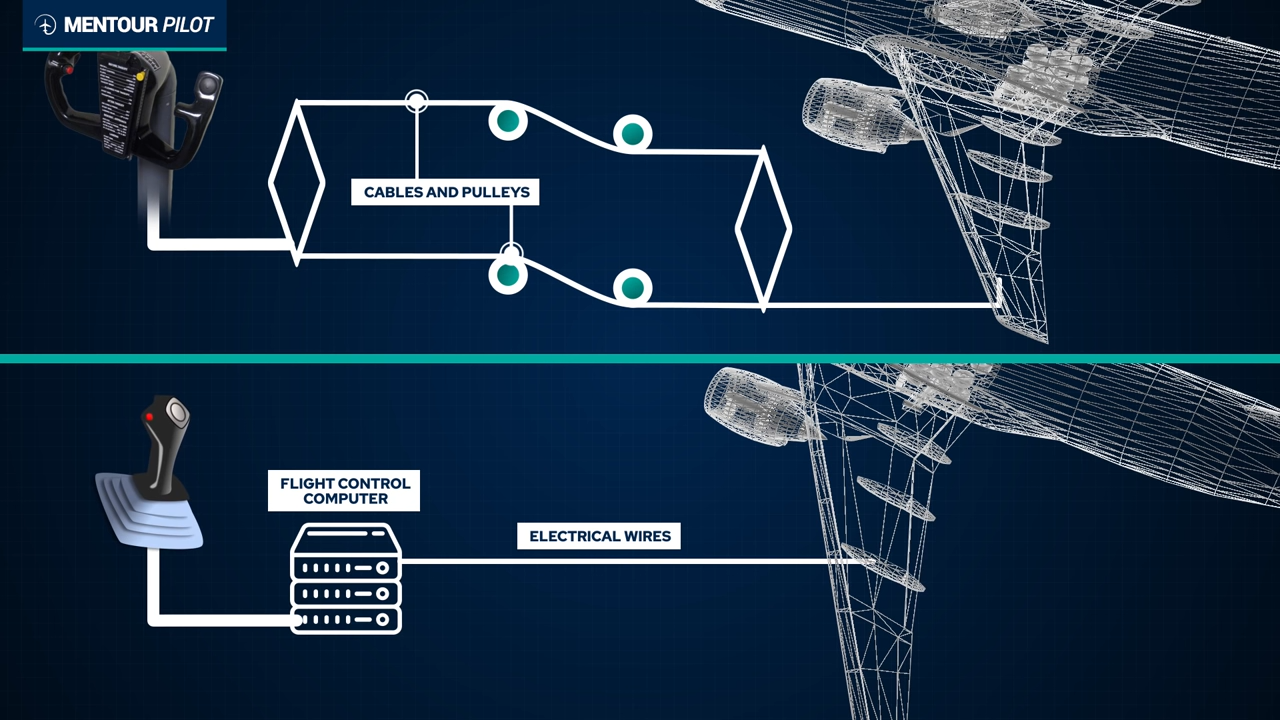 MENTOUR PILOT
CABLES AND PULLEYS
FLIGHT CONTROL
COMPUTER
ELECTRICAL WIRES